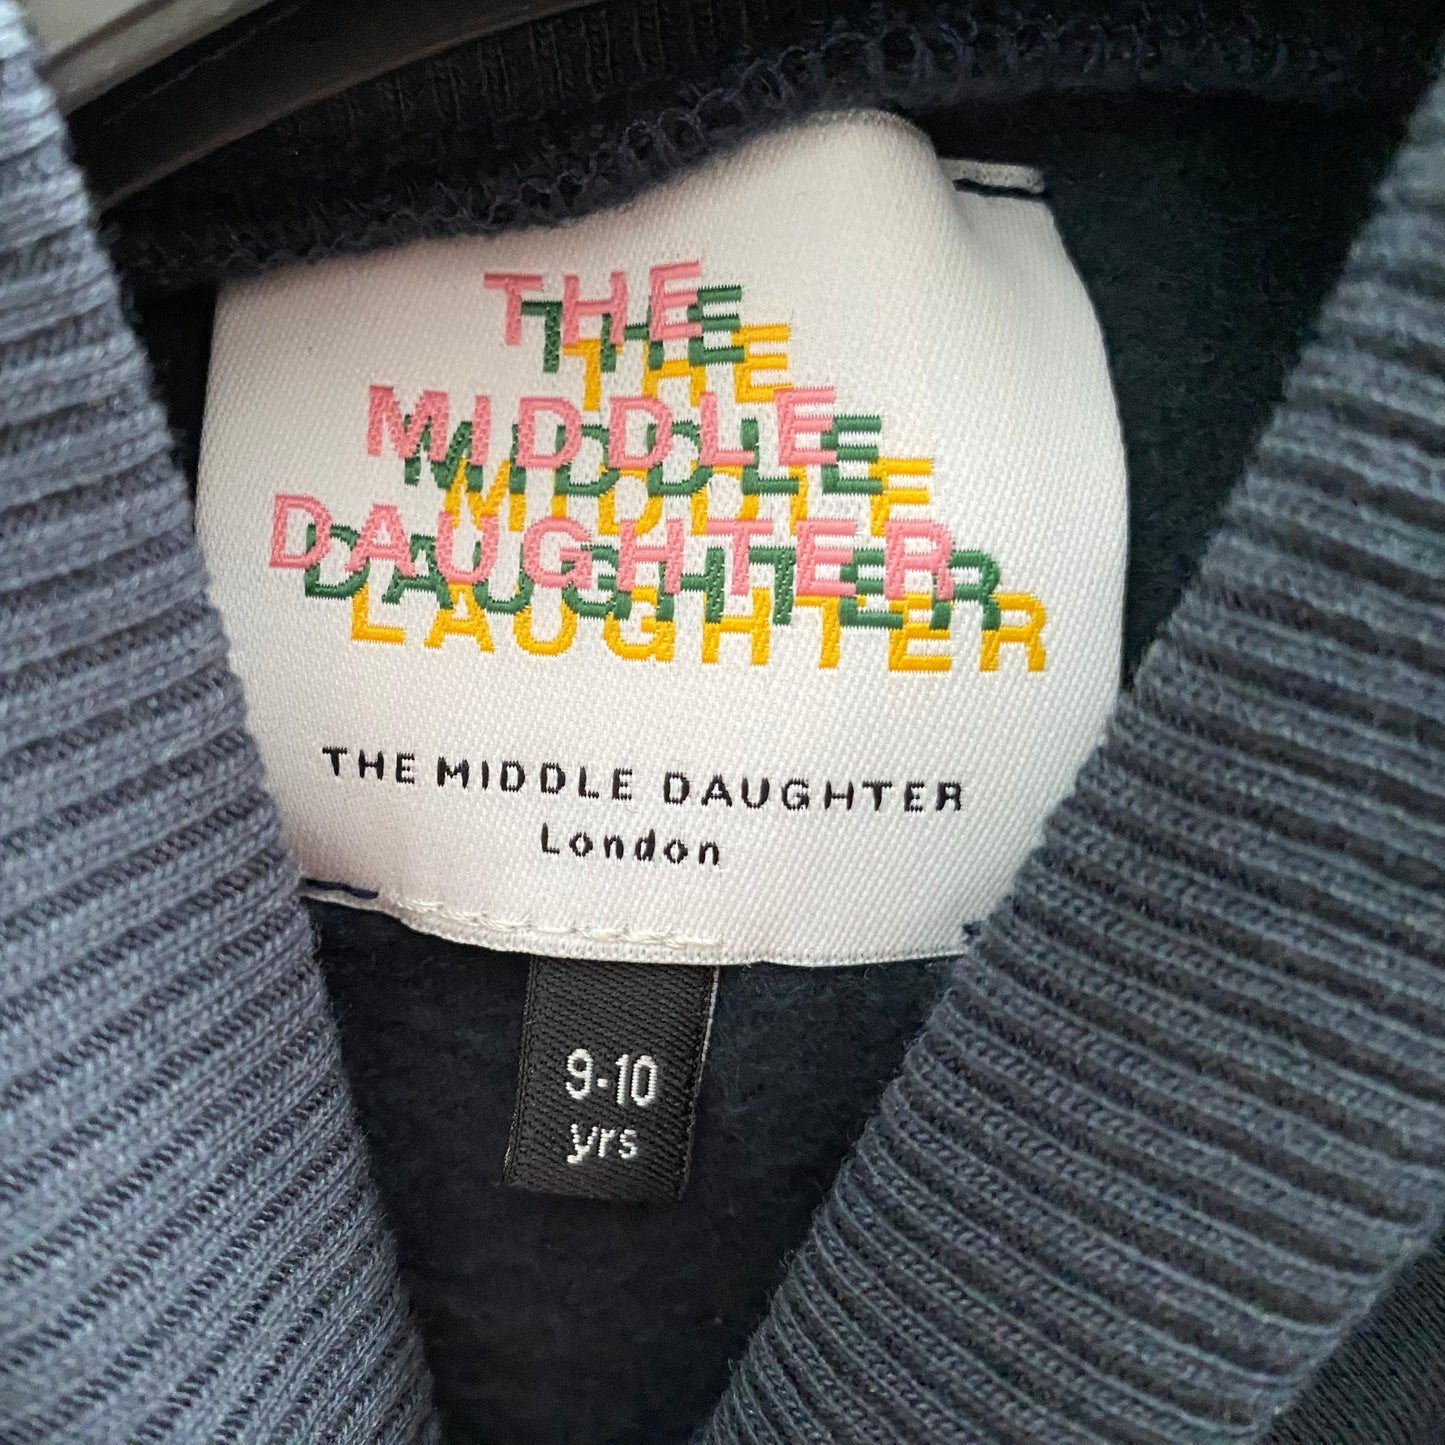 THE
THE
THE
MIDDLE
MIDDLE
MIDDLE
DAUGHTER
DAUGHTER
LAUGHTER
THE MIDDLE DAUGHTER
London
9-10
yrs